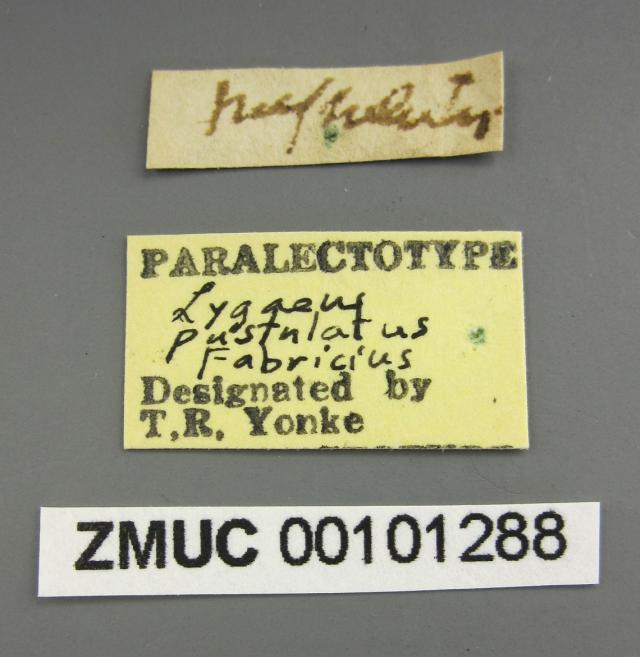 PARALECTOTYPE
Lygaeus
pustulatus
Fabricius
Designated by
T.R. Yonke
ZMUC 00101288